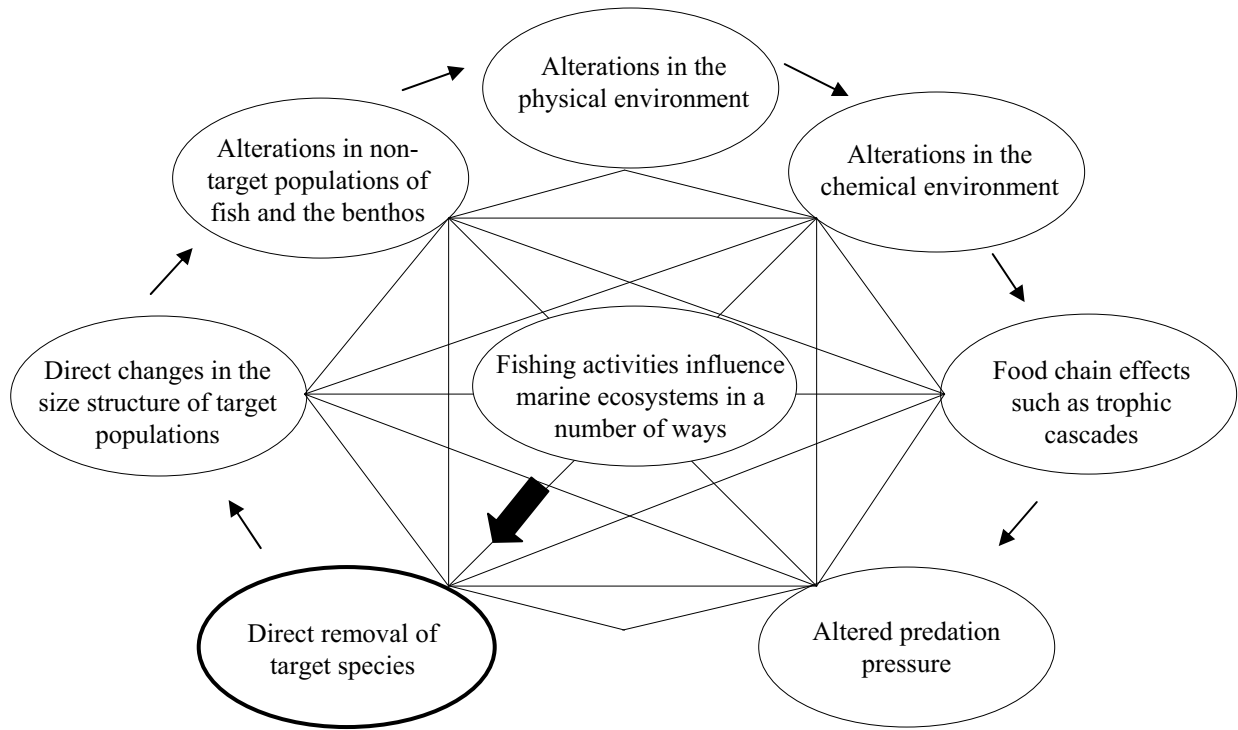 Alterations in the
physical environment
Alterations in non-
target populations of
fish and the benthos
Alterations in the
chemical environment
Direct changes in the
size structure of target
populations
Fishing activities influence
marine ecosystems in a
number of ways
Food chain effects
such as trophic
cascades
Direct removal of
target species
Altered predation
pressure